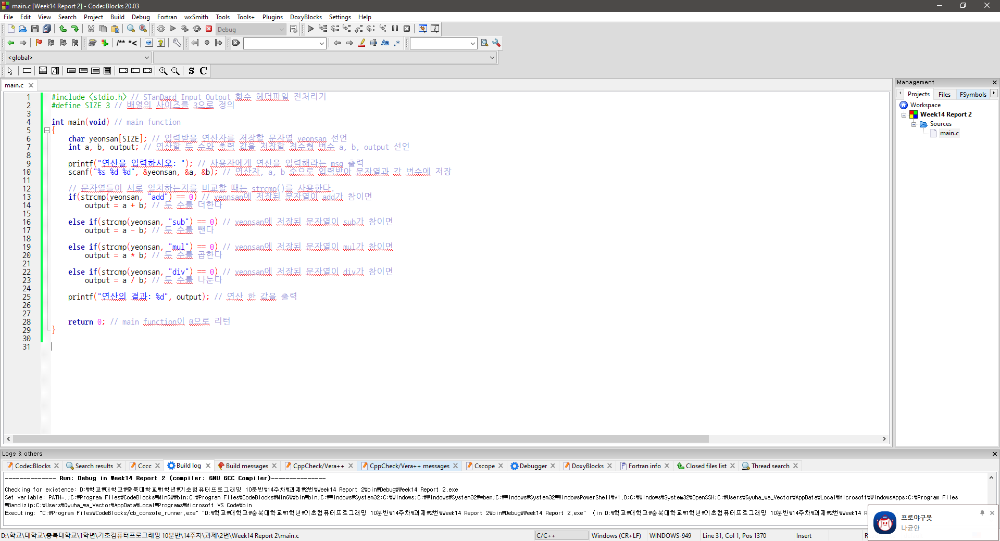 main.c [Week14 Report 2] - Code::Blocks 20.03
File Edit View Search Project Build Debug Fortran wxSmith Tools Tools+ Plugins DoxyBlocks Settings Help
Debug
/** *<
<global>
S C
main.c
Management
Projects Files FSymbols
Workspace
Week14 Report 2
Sources
main.c
1 #include <stdio.h> // STanDard Input Output 함수 헤더파일 전처리기
2 #define SIZE 3 // 배열의 사이즈를 3으로 정의
3
4 int main(void) // main function
5 {
6 char yeonsan[SIZE]; // 입력받을 연산자를 저장할 문자열 yeonsan 선언
7 int a, b, output; // 연산할 두 수와 출력 값을 저장할 정수형 변수 a, b, output 선언
8
9 printf("연산을 입력하시오: "); // 사용자에게 연산을 입력해라는 msg 출력
10 scanf("%s %d %d", &yeonsan, &a, &b); // 연산자, a, b 순으로 입력받아 문자열과 각 변수에 저장
11
12 // 문자열들이 서로 일치하는지를 비교할 때는 strcmp()를 사용한다.
13 if(strcmp(yeonsan, "add") == 0) // yeonsan에 저장된 문자열이 add가 참이면
14 output = a + b; // 두 수를 더한다
15
16 else if(strcmp(yeonsan, "sub") == 0) // yeonsan에 저장된 문자열이 sub가 참이면
17 output = a - b; // 두 수를 뺀다
18
19 else if(strcmp(yeonsan, "mul") == 0) // yeonsan에 저장된 문자열이 mul가 참이면
20 output = a * b; // 두 수를 곱한다
21
22 else if(strcmp(yeonsan, "div") == 0) // yeonsan에 저장된 문자열이 div가 참이면
23 output = a / b; // 두 수를 나눈다
24
25 printf("연산의 결과: %d", output); // 연산 한 값을 출력
26
27
28 return 0; // main function이 0으로 리턴
29 }
30
31
Logs & others
Code::Blocks Search results Cccc Build log Build messages CppCheck/Vera++ CppCheck/Vera++ messages Cscope Debugger DoxyBlocks Fortran info Closed files list Thread search
-------------- Run: Debug in Week14 Report 2 (compiler: GNU GCC Compiler)---------------
Checking for existence: D:₩학교₩대학교₩충북대학교₩1학년₩기초컴퓨터프로그래밍 10분반₩14주차₩과제₩2번₩Week14 Report 2₩bin₩Debug₩Week14 Report 2.exe
Set variable: PATH=.;C:₩Program Files₩CodeBlocks₩MinGW₩bin;C:₩Program Files₩CodeBlocks₩MinGW₩bin₩bin;C:₩Windows₩System32;C:₩Windows;C:₩Windows₩System32₩wbem;C:₩Windows₩System32₩WindowsPowerShell₩v1.0;C:₩Windows₩System32₩OpenSSH;C:₩Users₩Gyuha_wa_Vector₩AppData₩Local₩Microsoft₩WindowsApps;C:₩Program Files
₩Bandizip;C:₩Users₩Gyuha_wa_Vector₩AppData₩Local₩Programs₩Microsoft VS Code₩bin
Executing: "C:₩Program Files₩CodeBlocks/cb_console_runner.exe" "D:₩학교₩대학교₩충북대학교₩1학년₩기초컴퓨터프로그래밍 10분반₩14주차₩과제₩2번₩Week14 Report 2₩bin₩Debug₩Week14 Report 2.exe" (in D:₩학교₩대학교₩충북대학교₩1학년₩기초컴퓨터프로그래밍 10분반₩14주차₩과제₩2번₩Week14 R
프로야구봇
나균안
D:\학교\대학교\충북대학교\1학년\기초컴퓨터프로그래밍 10분반\14주차\과제\2번\Week14 Report 2\main.c C/C++ Windows (CR+LF) WINDOWS-949 Line 31, Col 1, Pos 1370 Insert R